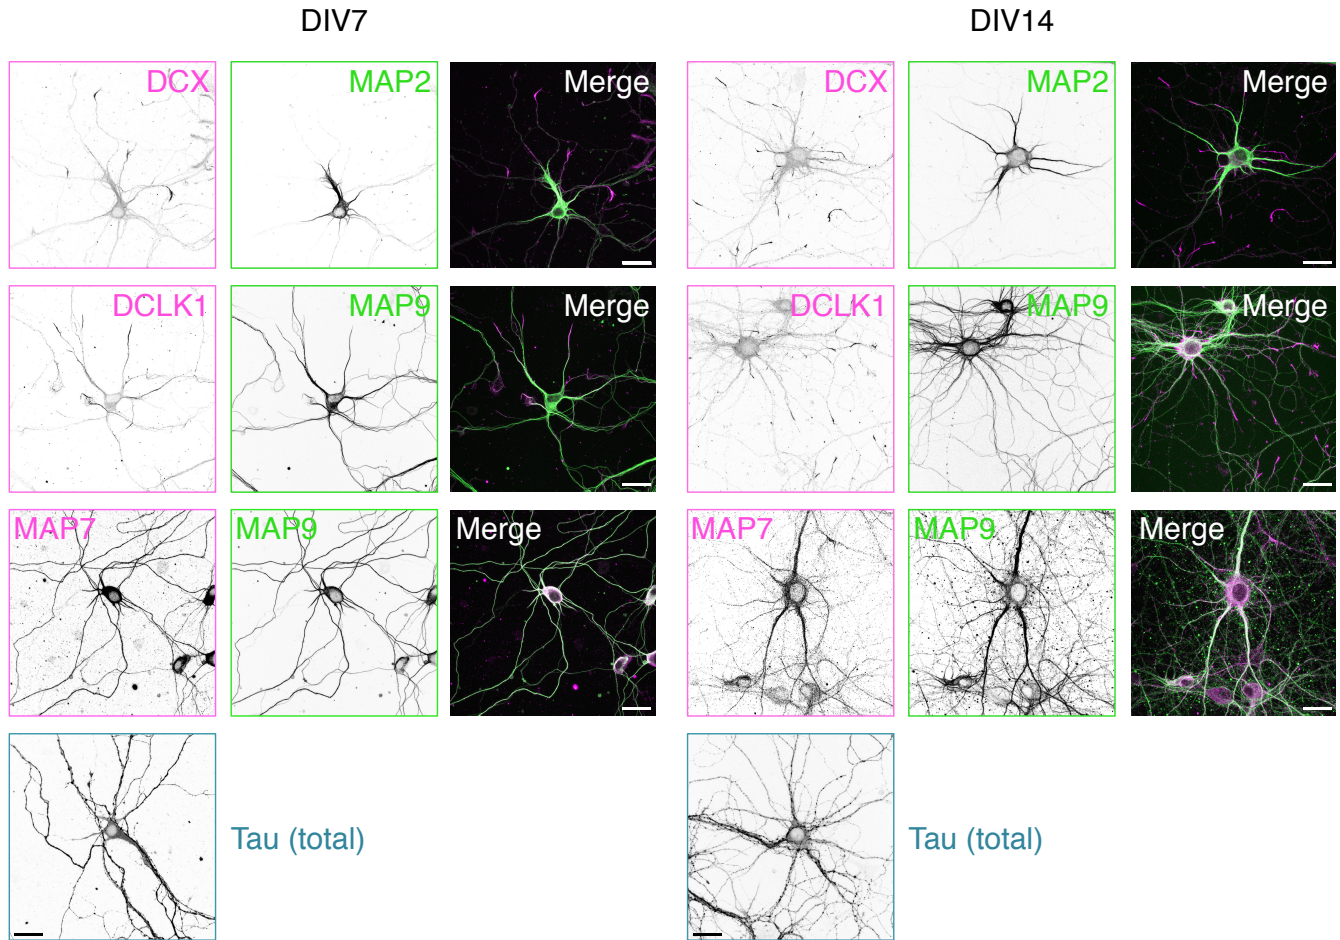 DIV7 DIV14
DCX MAP2 Merge DCX MAP2 Merge
DCLK1 MAP9 Merge DCLK1 MAP9 Merge
MAP7 MAP9 Merge MAP7 MAP9 Merge
Tau (total) Tau (total)